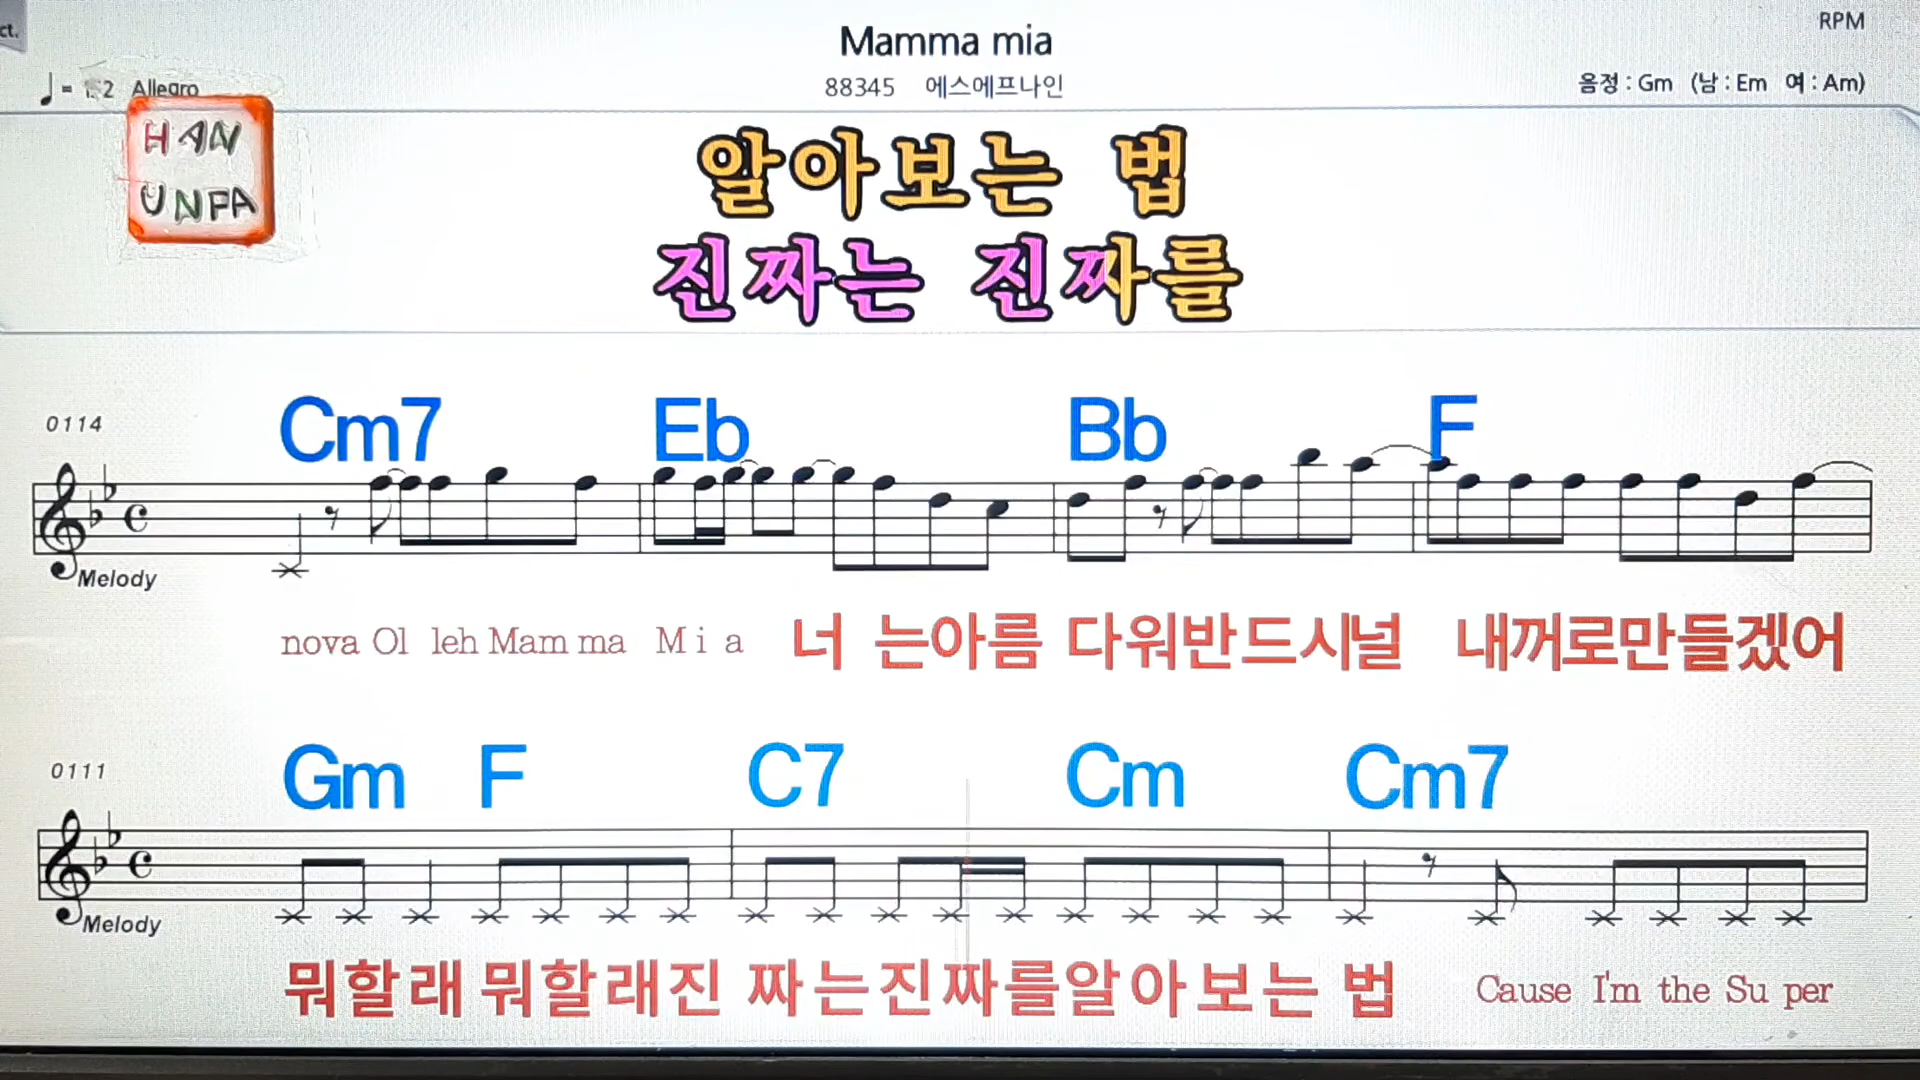 ct.
Mamma mia
RPM
Allegro
88345 에스에프나인
음정 : Gm (남 : Em 여 : Am)
HAN
UNPA
알아보는 법
진짜는 진짜를
0114
Cm7 Eb Bb F
Melody
nova Ol leh Mam ma M i a 너 는아름 다워반드시널 내꺼로만들겠어
0111
Gm F C7 Cm Cm7
Melody
뭐할래 뭐할래진 짜는진짜를알아보는 법 Cause I'm the Su per